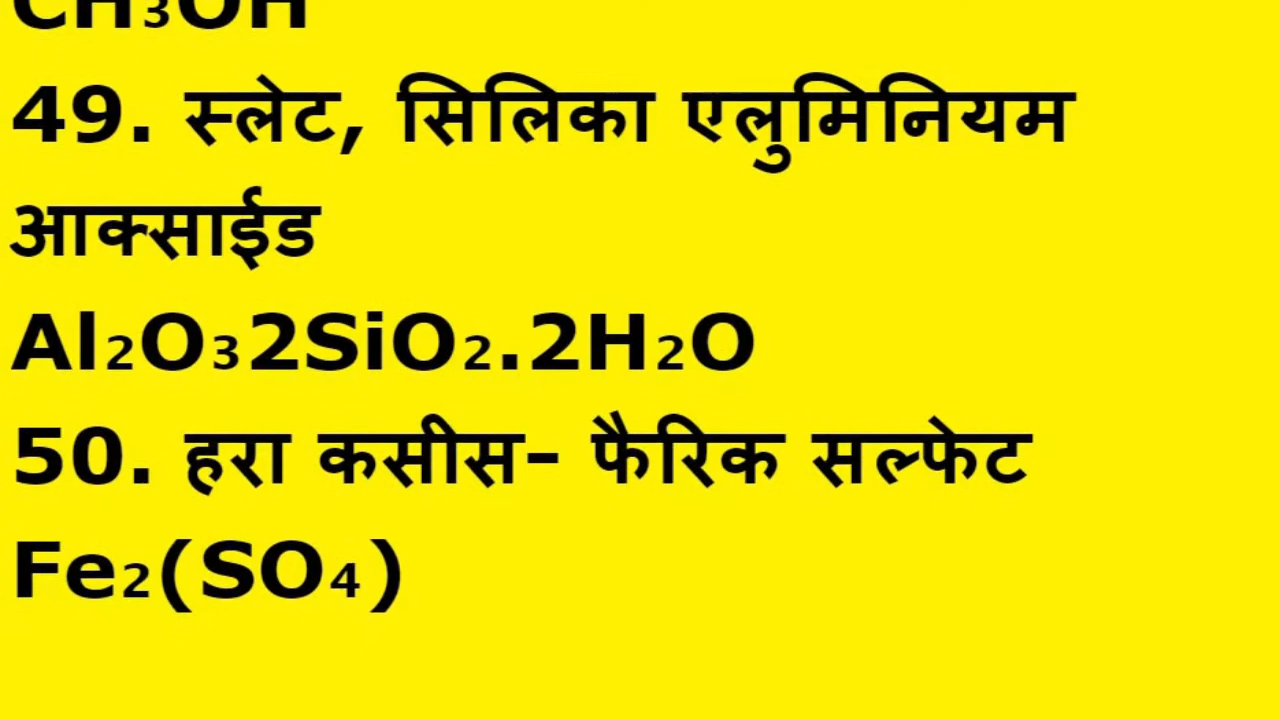 CH₃OH
49. स्लेट, सिलिका एलुमिनियम
आक्साईड
Al₂O₃2SiO₂.2H₂O
50. हरा कसीस- फैरिक सल्फेट
Fe₂(SO₄)